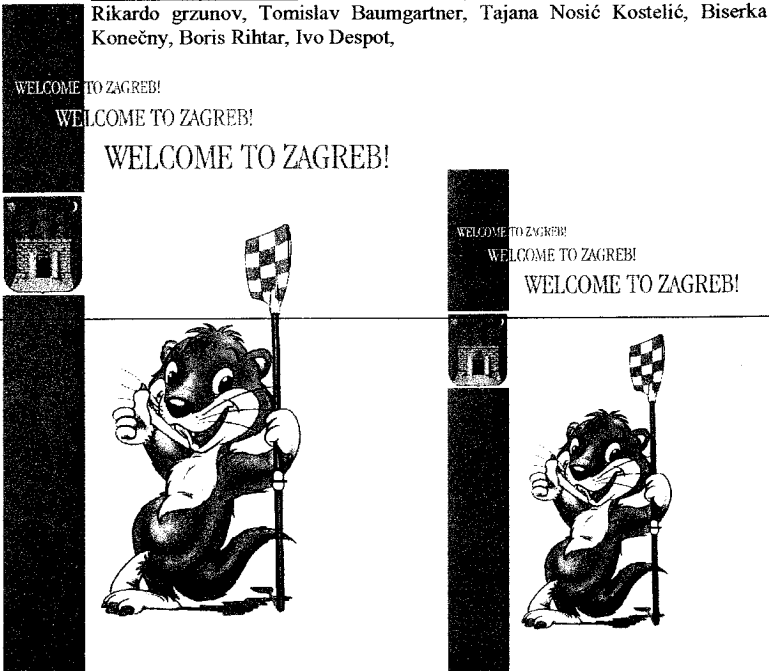 Rikardo grzunov, Tomislav Baumgartner, Tajana Nosić Kostelić, Biserka
Konečny, Boris Rihtar, Ivo Despot,
WELCOME TO ZAGREB!
WELCOME TO ZAGREB!
WELCOME TO ZAGREB!
WELCOME TO ZAGREB!
WELCOME TO ZAGREB!
WELCOME TO ZAGREB!